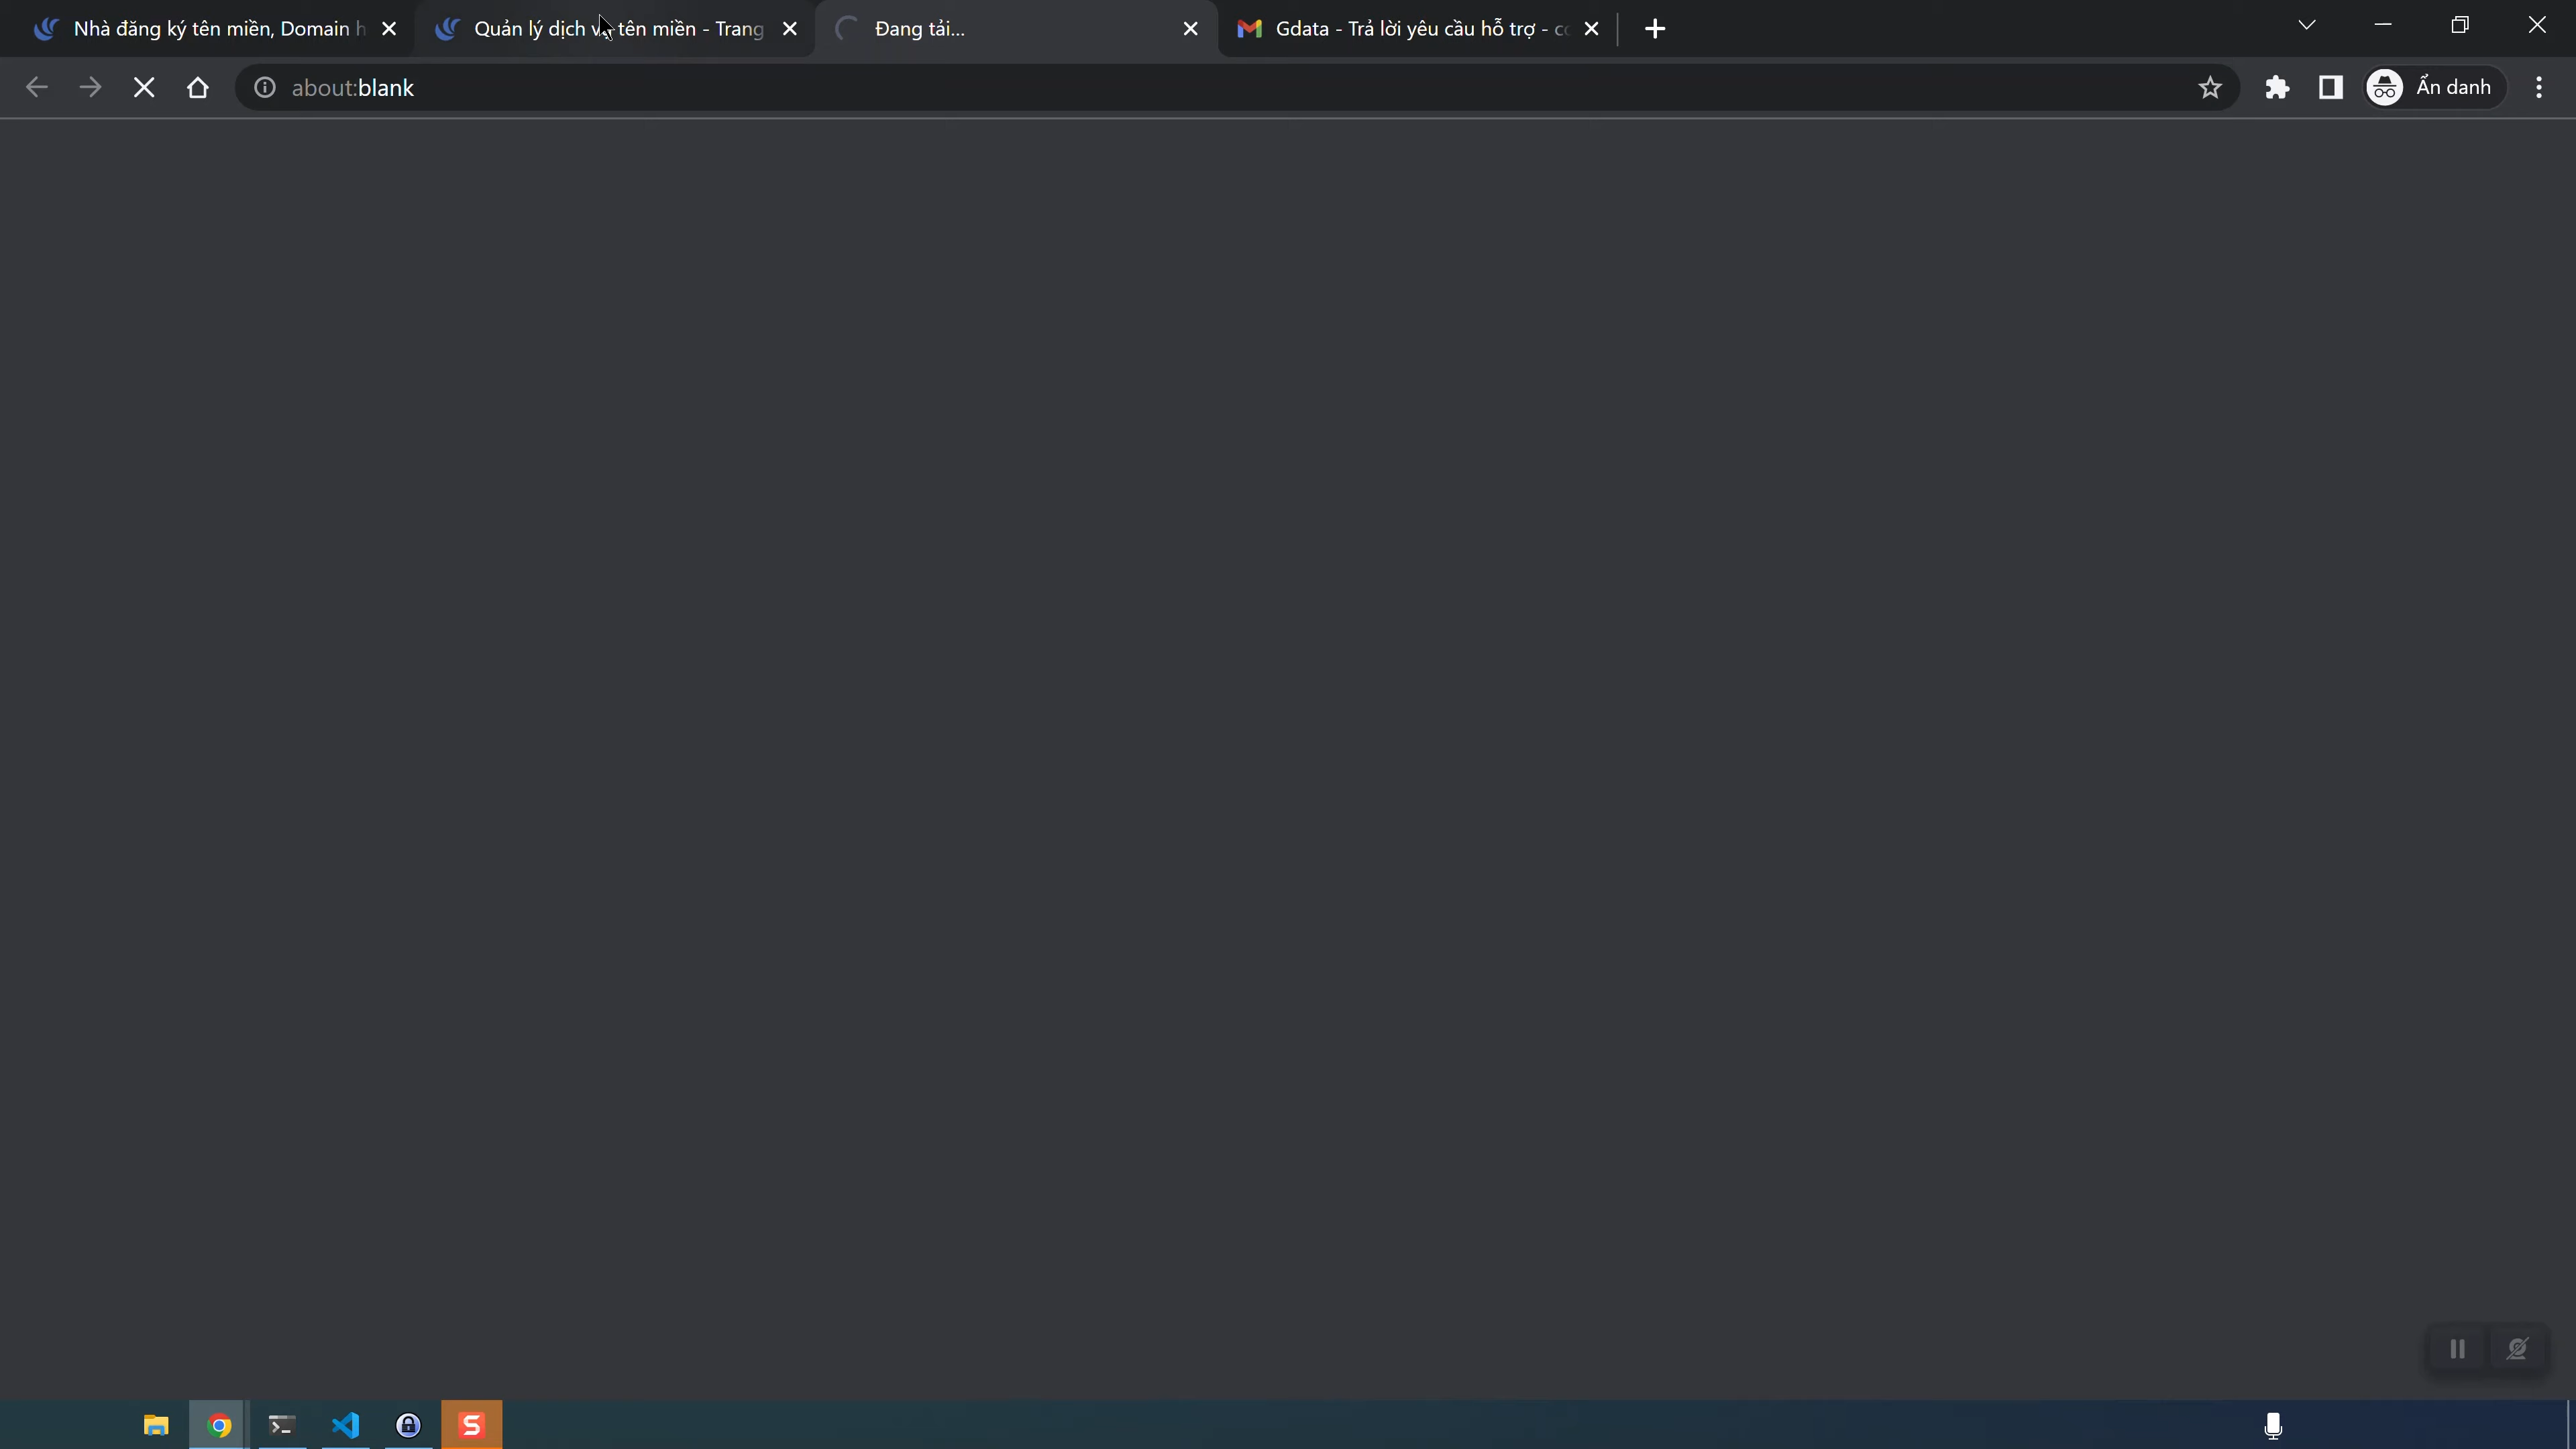 Nhà đăng ký tên miền, Domain h
Quản lý dịch vụ tên miền - Trang
Đang tải...
Gdata - Trả lời yêu cầu hỗ trợ - co
about:blank
Ẩn danh